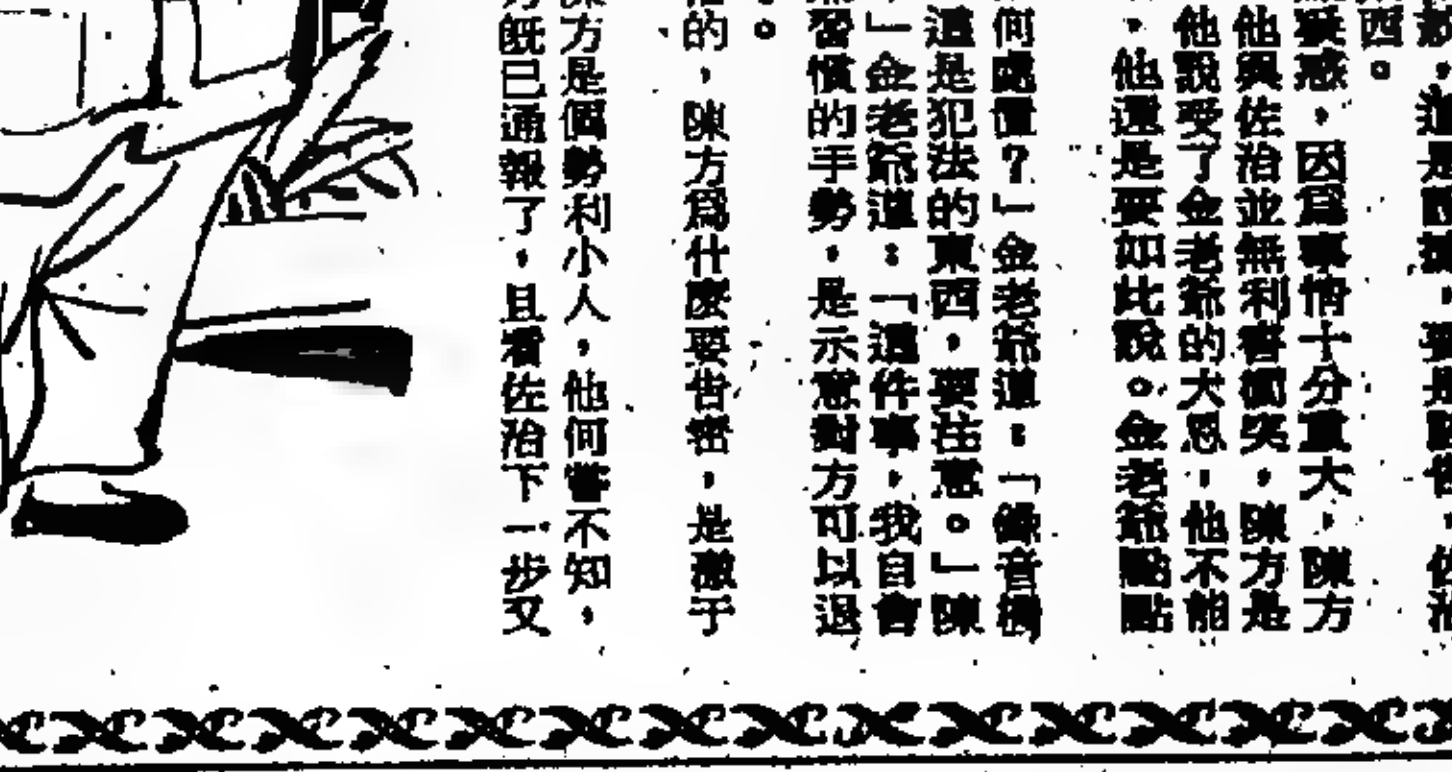 西。
疑惑，因爲事情十分重大，陳方
他與佐治並無利害衝突，陳方是
他說受了金老爺的大恩，他不能
，他還是要如此說。金老爺點點
何處置？」金老爺道：「錄音機
這是犯法的東西，要注意。」陳
」金老爺道：「這件事，我自會
習慣的手勢，是示意對方可以退
。
的，陳方爲什麽要告密，是激于
方是個勢利小人，他何嘗不知，
旣已通報了，且看佐治下一步又